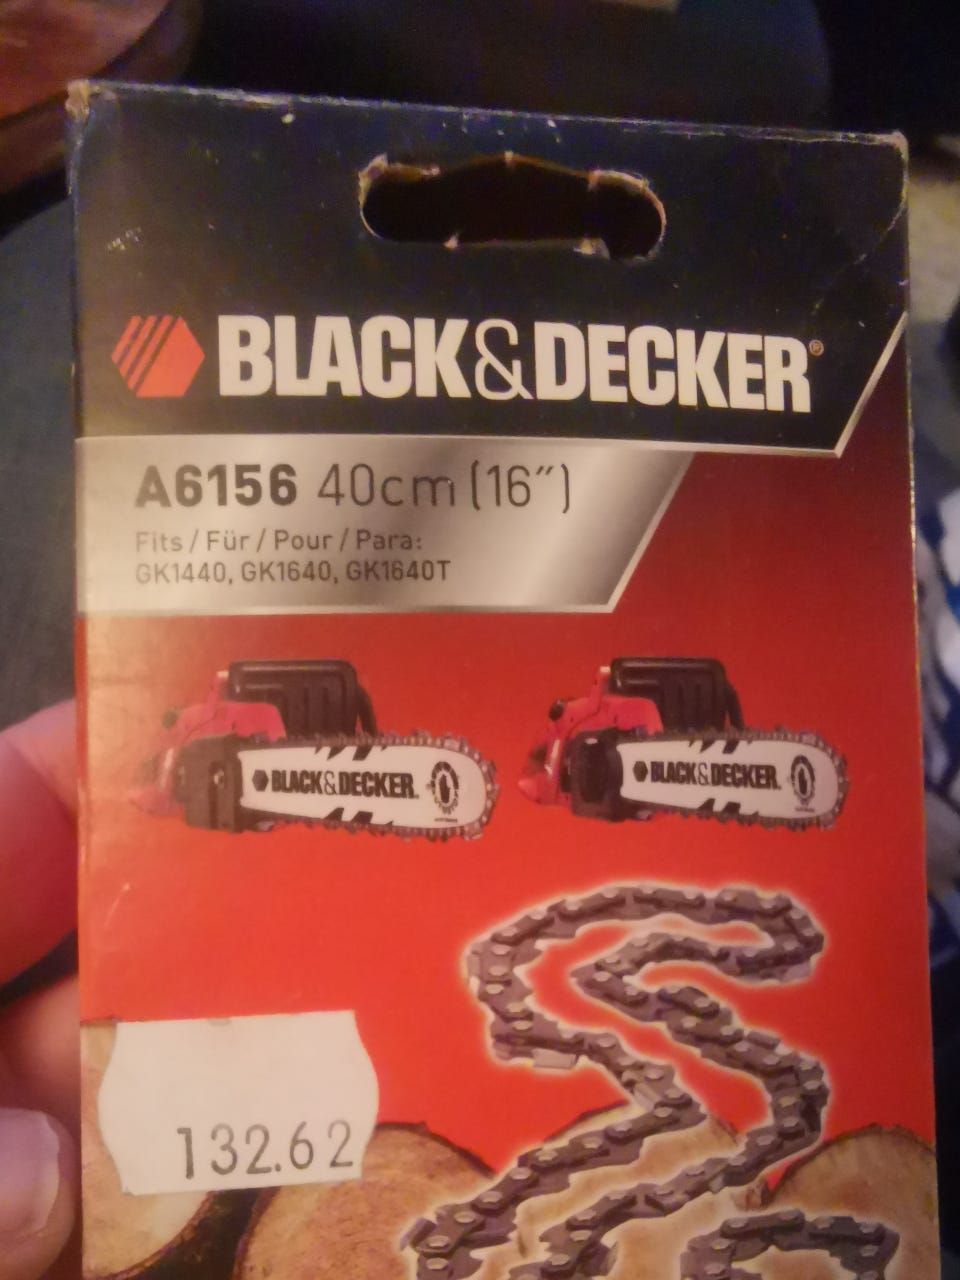 BLACK&DECKER®
A6156 40cm (16″)
Fits / Für / Pour / Para:
GK1440, GK1640, GK1640T
BLACK&DECKER
BLACK&DECKER
132.62